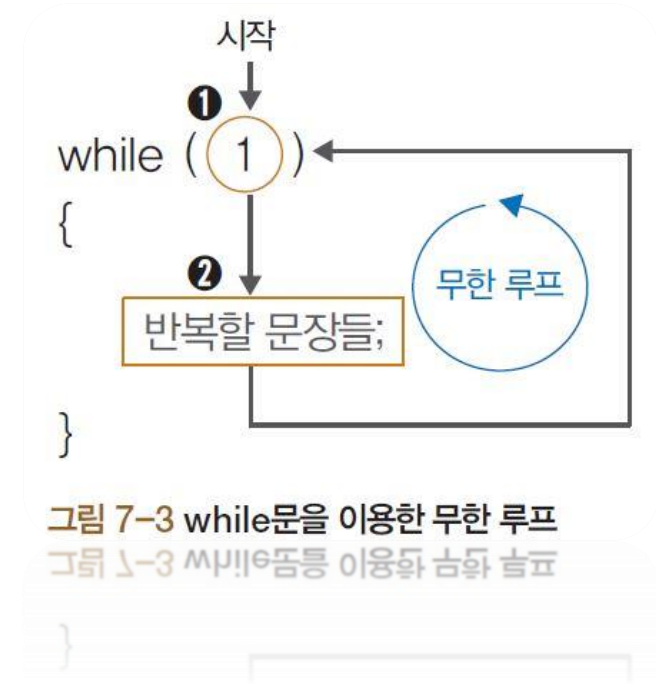 시작
❶
while ( 1 )
{
❷
반복할 문장들;
무한 루프
}
그림 7-3 while문을 이용한 무한 루프